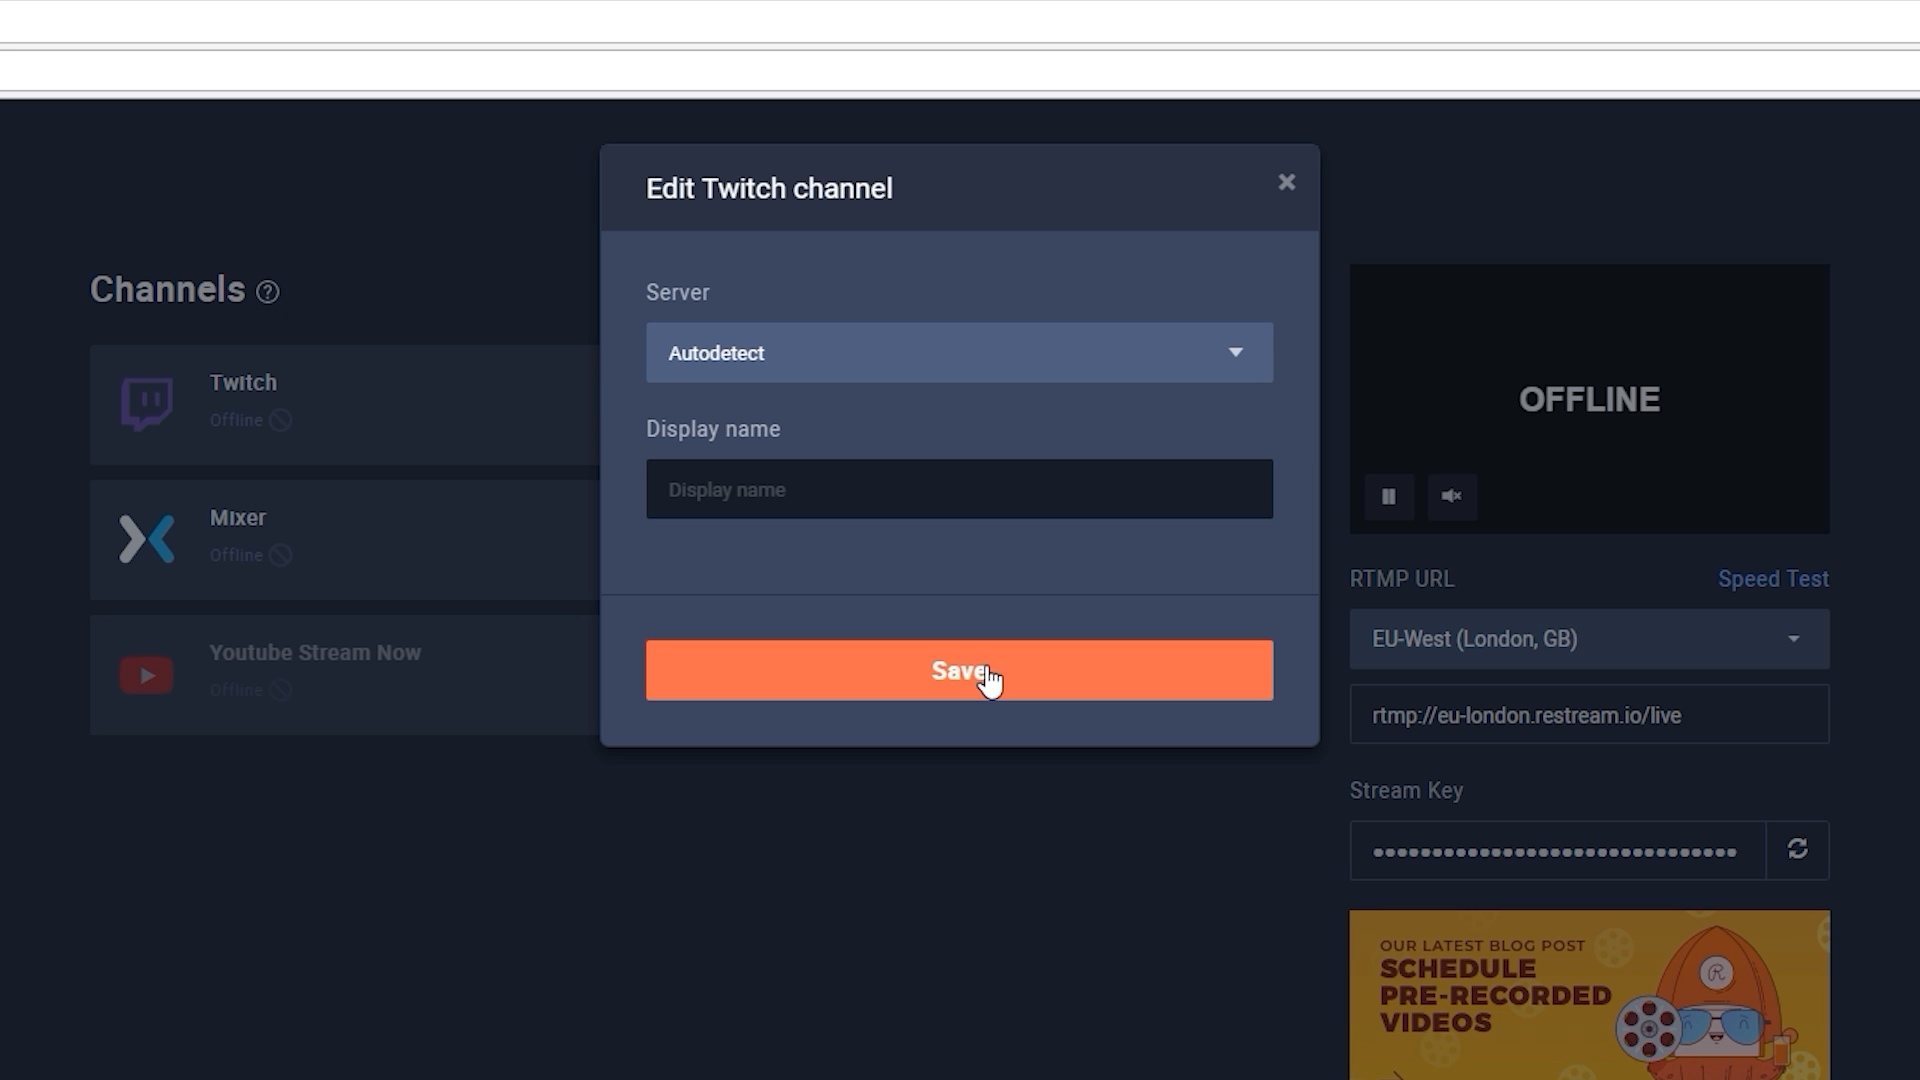 Edit Twitch channel
Server
Autodetect
Display name
Display name
Save
Channels
Twitch
Offline
Mixer
Offline
Youtube Stream Now
Offline
OFFLINE
RTMP URL
Speed Test
EU-West (London, GB)
rtmp://eu-london.restream.io/live
Stream Key
OUR LATEST BLOG POST
SCHEDULE
PRE-RECORDED
VIDEOS